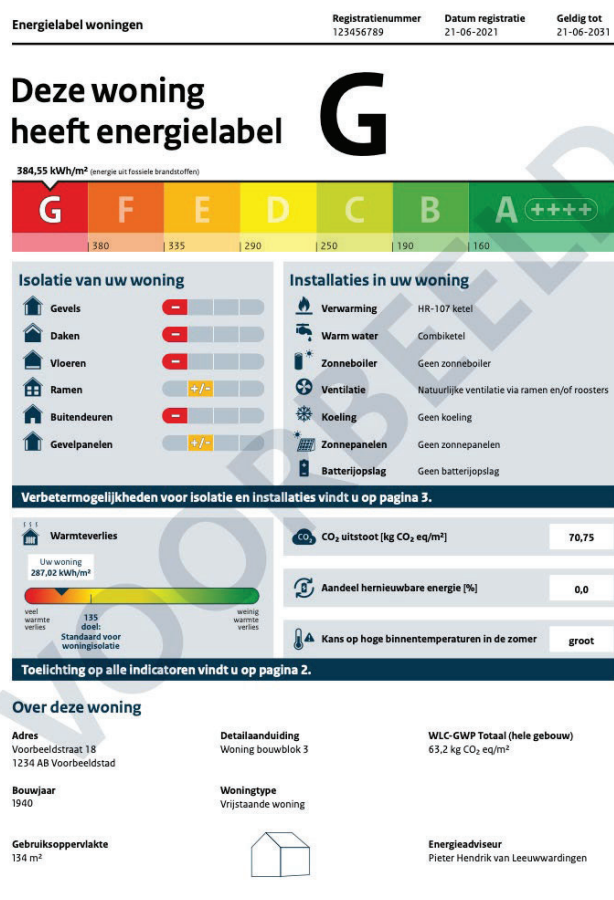 Energielabel woningen
Registratienummer
123456789
Datum registratie
21-06-2021
Geldig tot
21-06-2031
Deze woning
heeft energielabel
G
384,55 kWh/m² (energie uit fossiele brandstoffen)
G F E D C B A ++++
380 335 290 250 190 160
Isolatie van uw woning
Gevels −
Daken −
Vloeren −
Ramen +/-
Buitendeuren −
Gevelpanelen +/-
Installaties in uw woning
Verwarming HR-107 ketel
Warm water Combiketel
Zonneboiler Geen zonneboiler
Ventilatie Natuurlijke ventilatie via ramen en/of roosters
Koeling Geen koeling
Zonnepanelen Geen zonnepanelen
Batterijopslag Geen batterijopslag
Verbetermogelijkheden voor isolatie en installaties vindt u op pagina 3.
Warmteverlies
Uw woning
287,02 kWh/m²
veel
warmte
verlies
135
doel:
Standaard voor
woningisolatie
weinig
warmte
verlies
CO₂ CO₂ uitstoot [kg CO₂ eq/m²] 70,75
Aandeel hernieuwbare energie [%] 0,0
Kans op hoge binnentemperaturen in de zomer groot
Toelichting op alle indicatoren vindt u op pagina 2.
Over deze woning
Adres
Voorbeeldstraat 18
1234 AB Voorbeeldstad
Detailaanduiding
Woning bouwblok 3
WLC-GWP Totaal (hele gebouw)
63,2 kg CO₂ eq/m²
Bouwjaar
1940
Woningtype
Vrijstaande woning
Gebruiksoppervlakte
134 m²
Energieadviseur
Pieter Hendrik van Leeuwwardingen
VOORBEELD